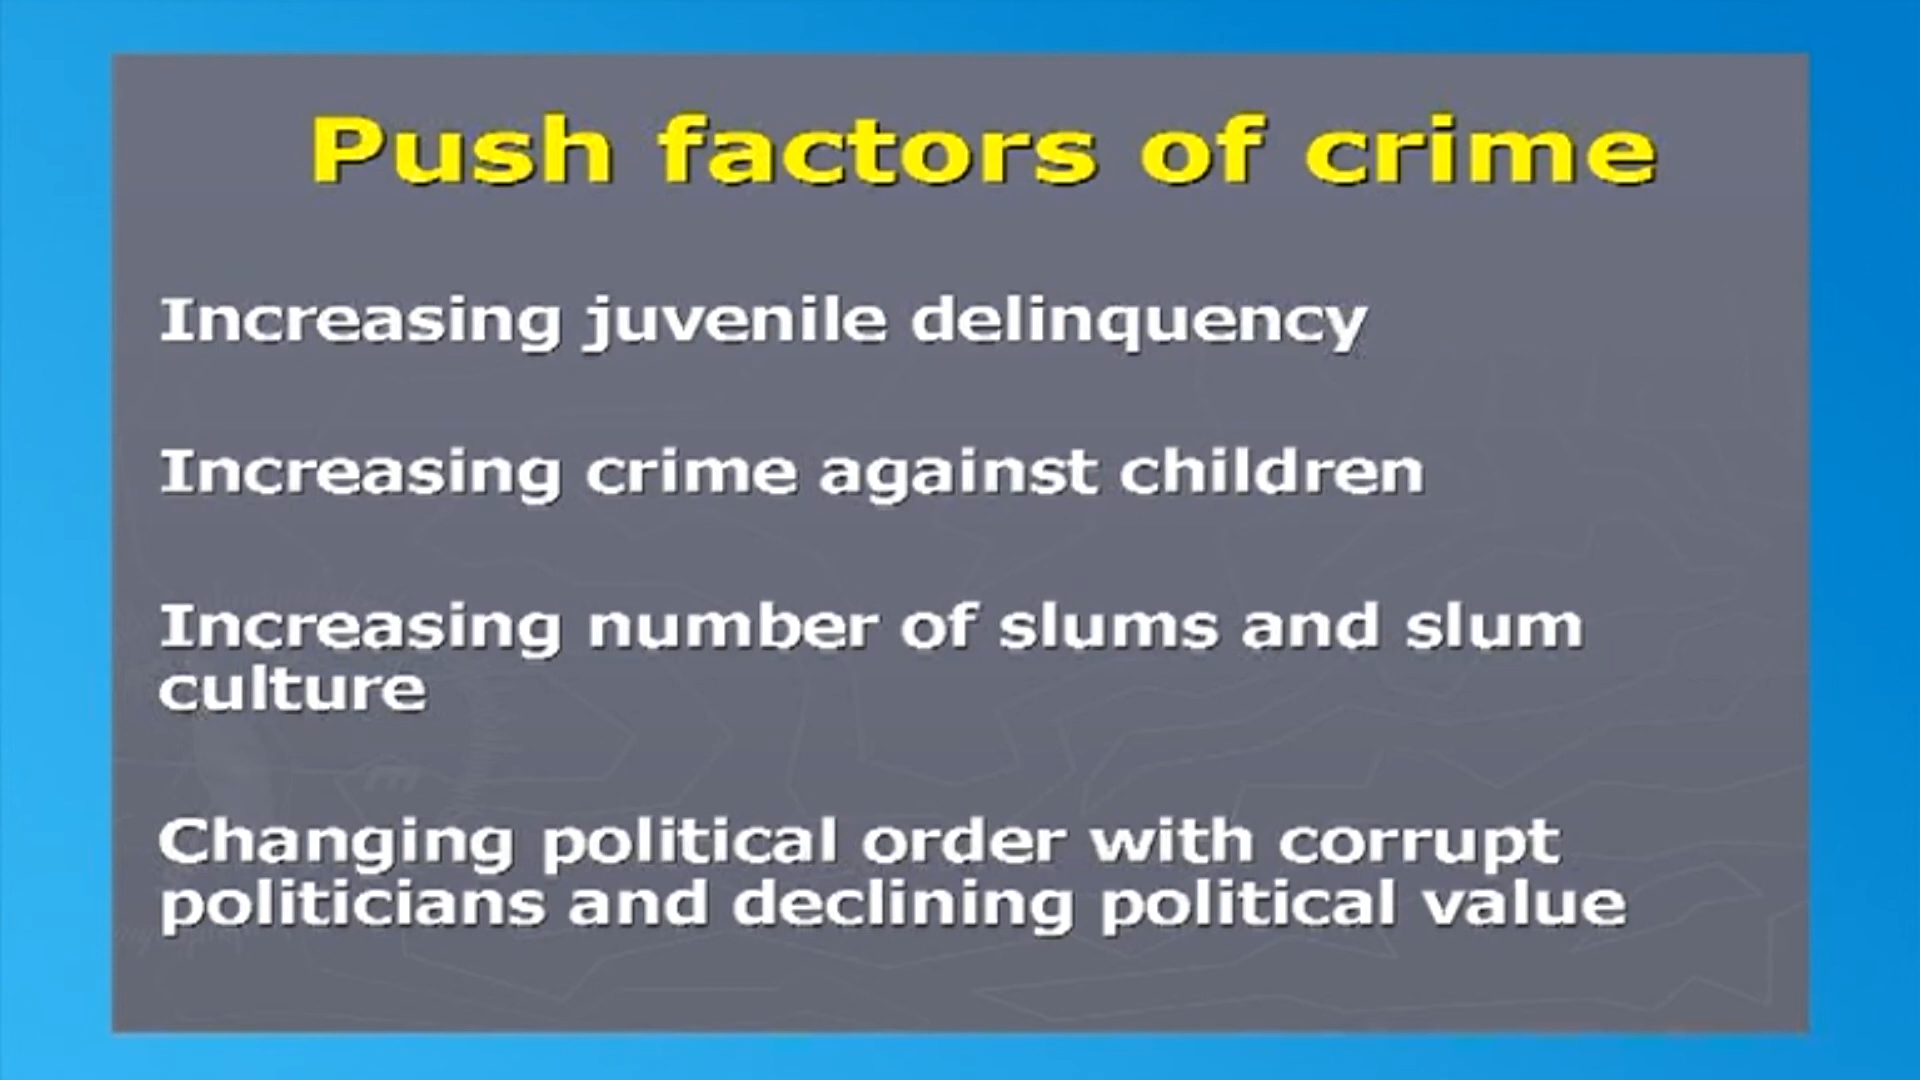 Push factors of crime
Increasing juvenile delinquency
Increasing crime against children
Increasing number of slums and slum
culture
Changing political order with corrupt
politicians and declining political value